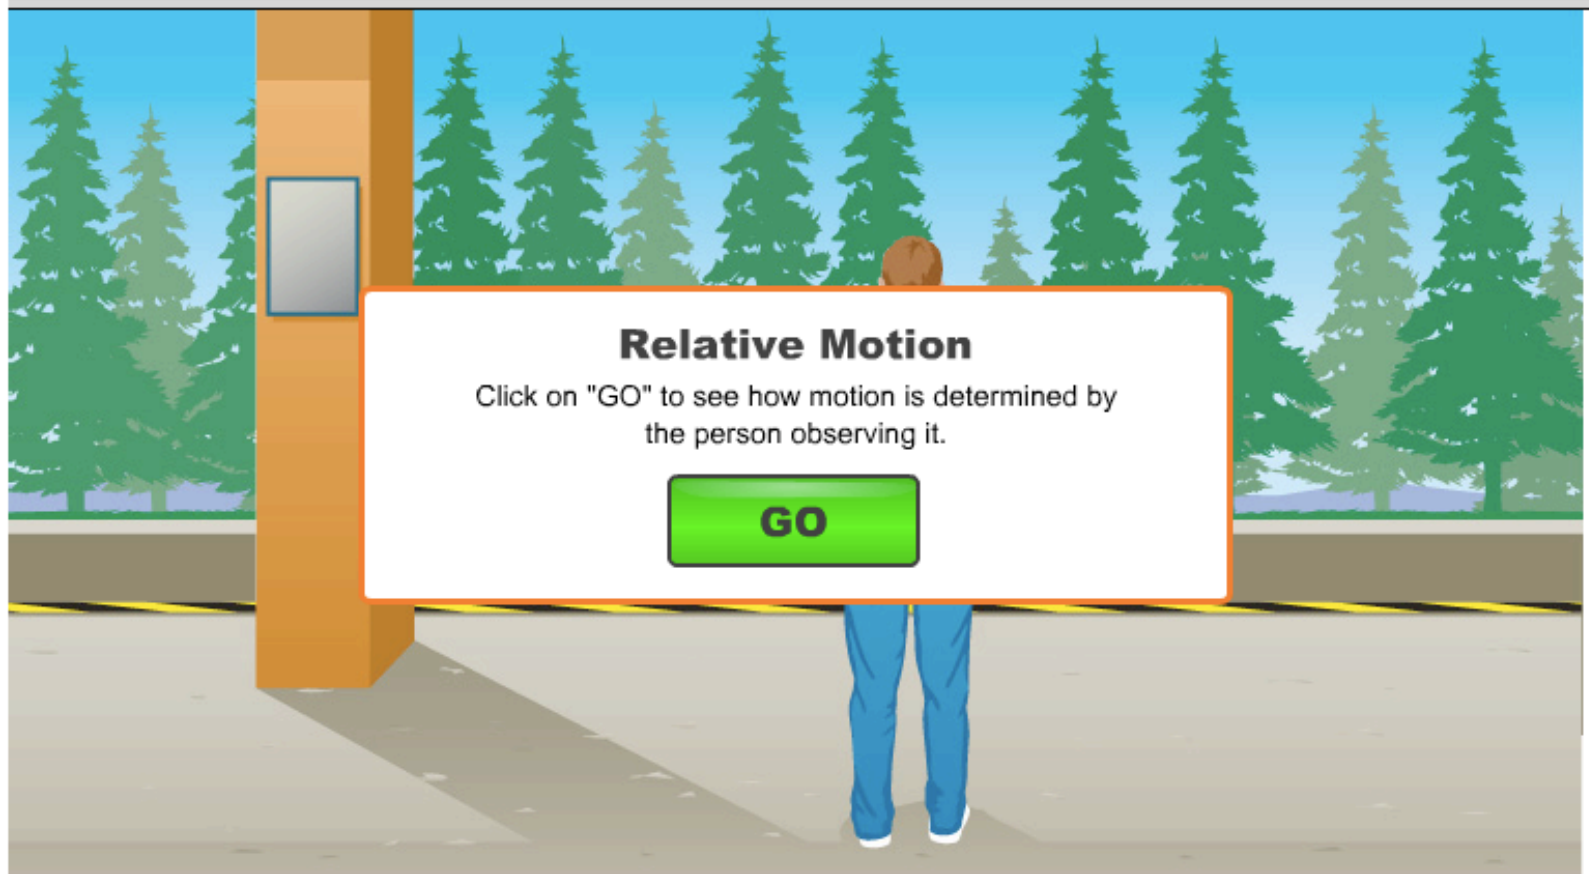 Relative Motion
Click on "GO" to see how motion is determined by
the person observing it.
GO